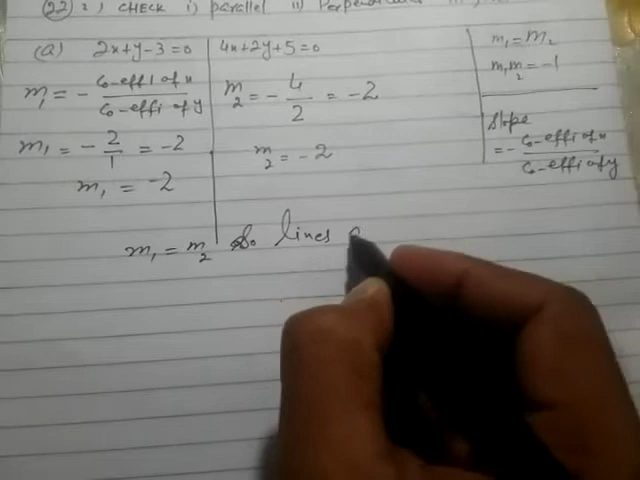 (22) 2, CHECK i) parallel ii) Perpendicular
m₁ = m₂
m₁m₂ = -1
Slope
= - Co-effi of x / Co-effi of y
(a) 2x+y-3=0 4x+2y+5=0
m₁ = - Co-effi of x / Co-effi of y
m₂ = - 4/2 = -2
m₁ = - 2/1 = -2
m₂ = -2
m₁ = -2
m₁ = m₂ So lines